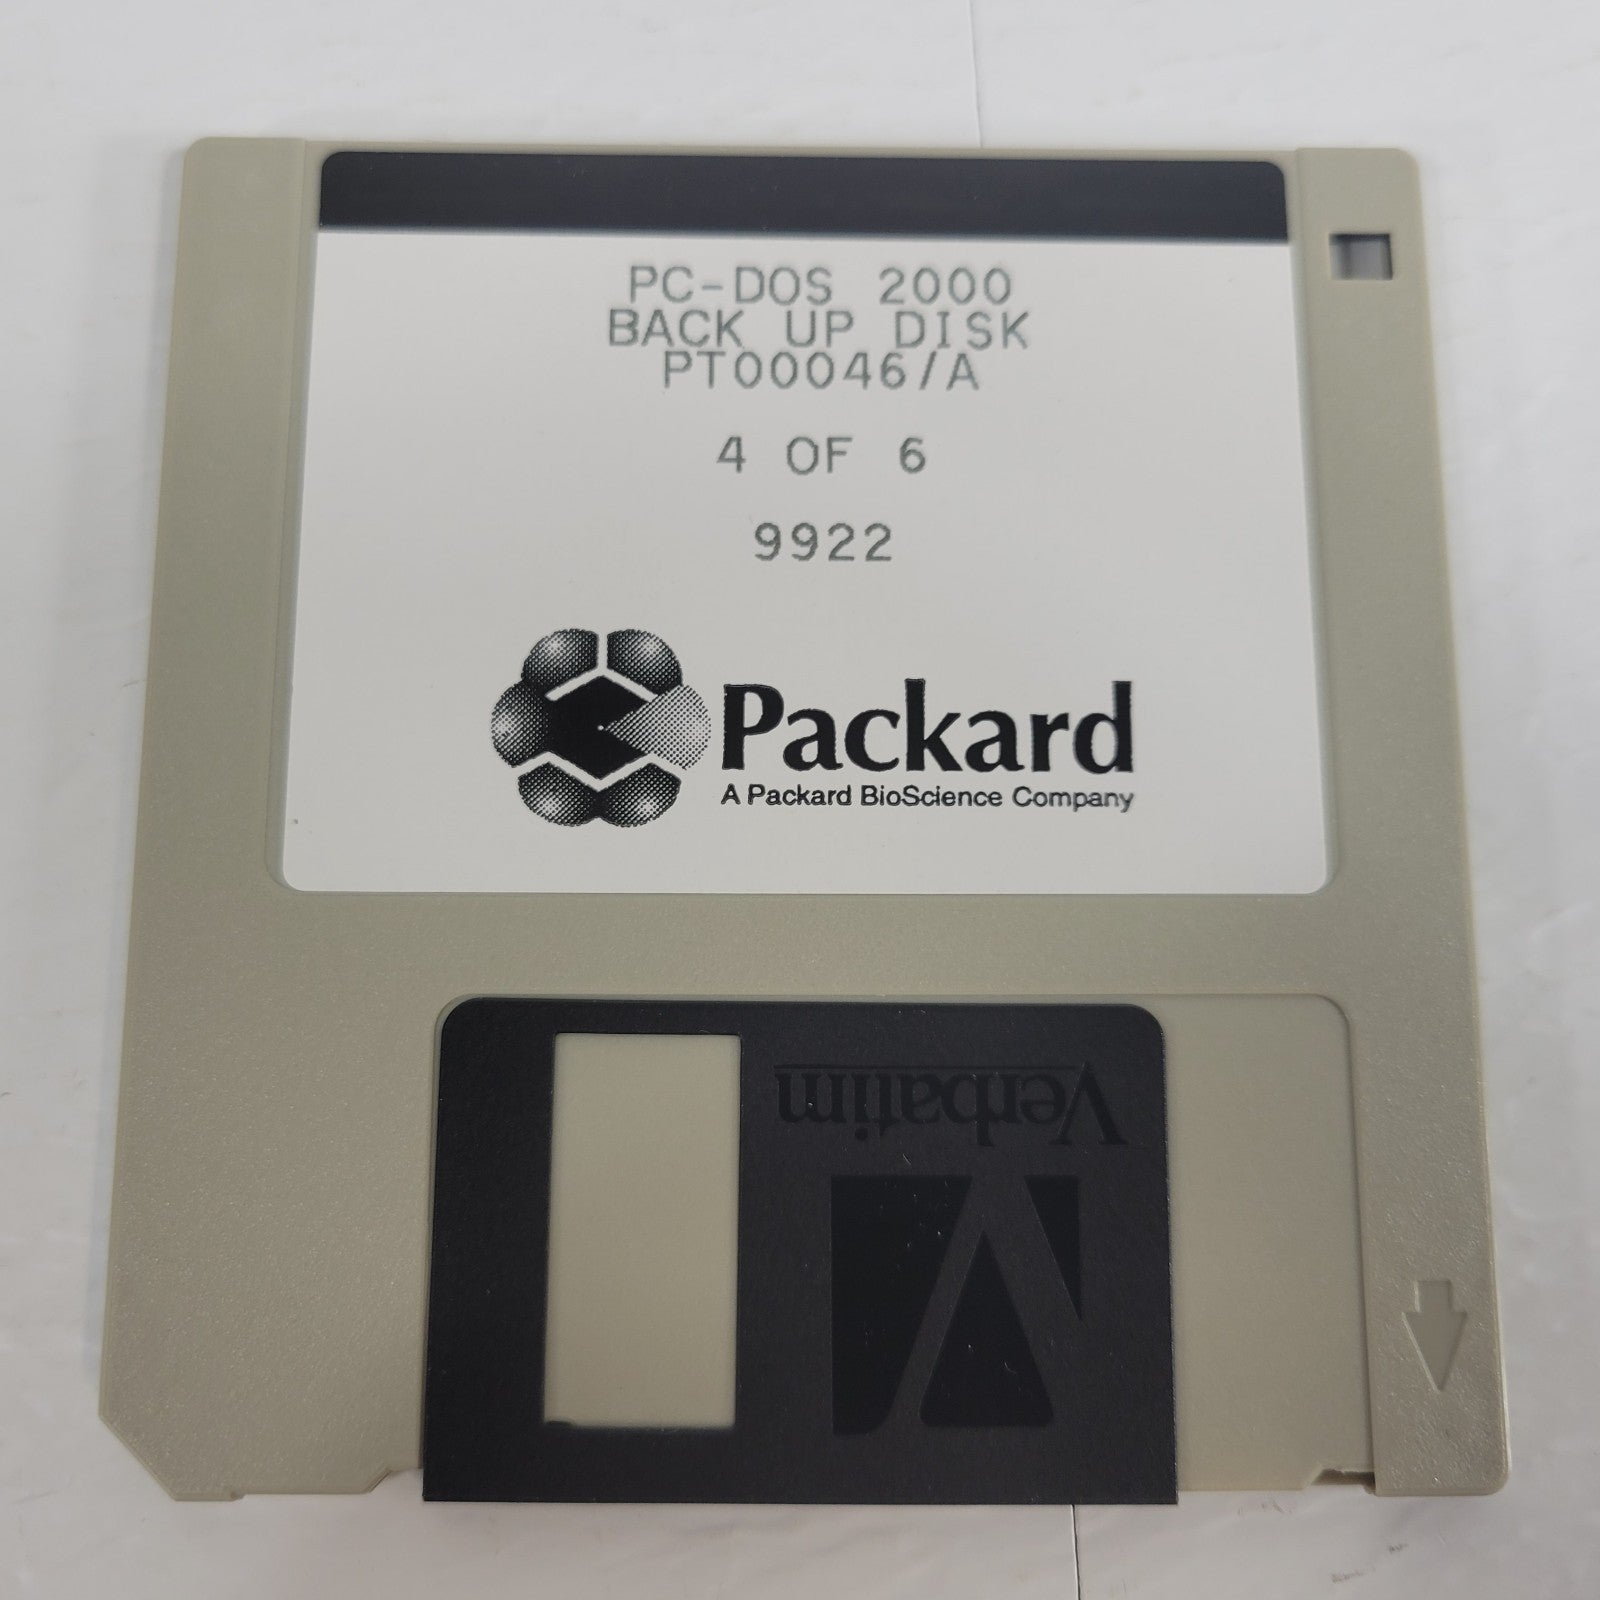 PC-DOS 2000
BACK UP DISK
PT00046/A
4 OF 6
9922
Packard
A Packard BioScience Company
Verbatim